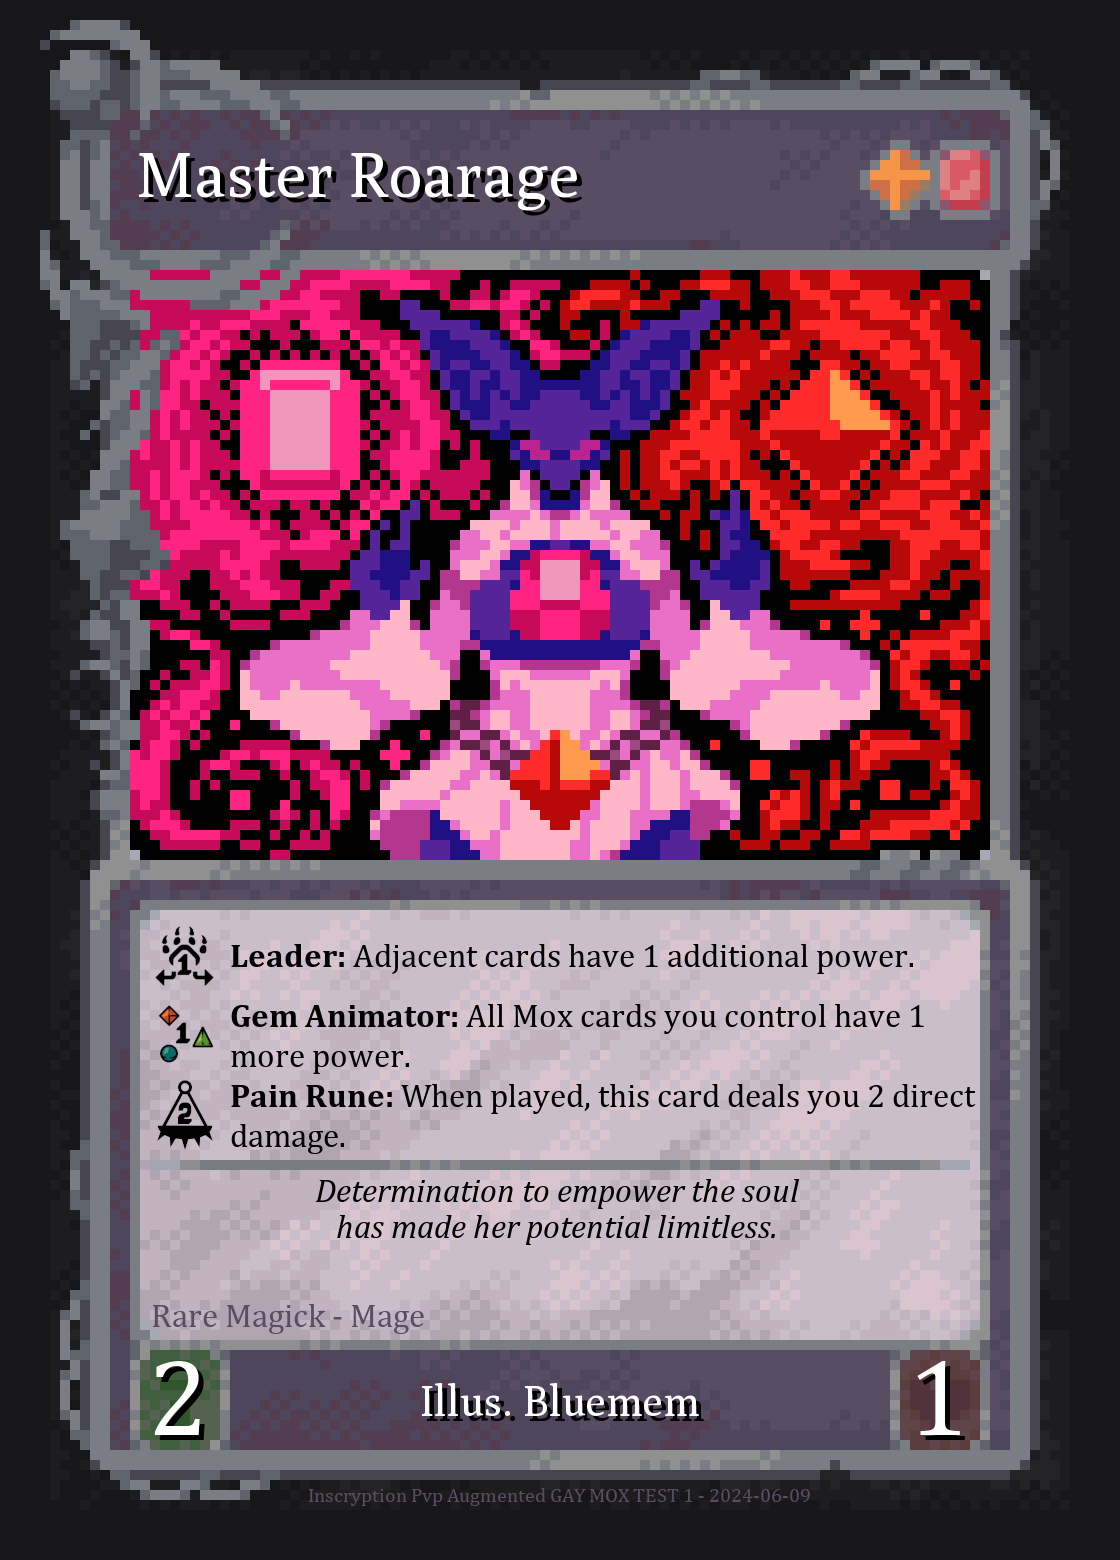 Master Roarage
1
Leader: Adjacent cards have 1 additional power.
1
Gem Animator: All Mox cards you control have 1
more power.
2
Pain Rune: When played, this card deals you 2 direct
damage.
Determination to empower the soul
has made her potential limitless.
Rare Magick - Mage
2
Illus. Bluemem
1
Inscryption Pvp Augmented GAY MOX TEST 1 - 2024-06-09